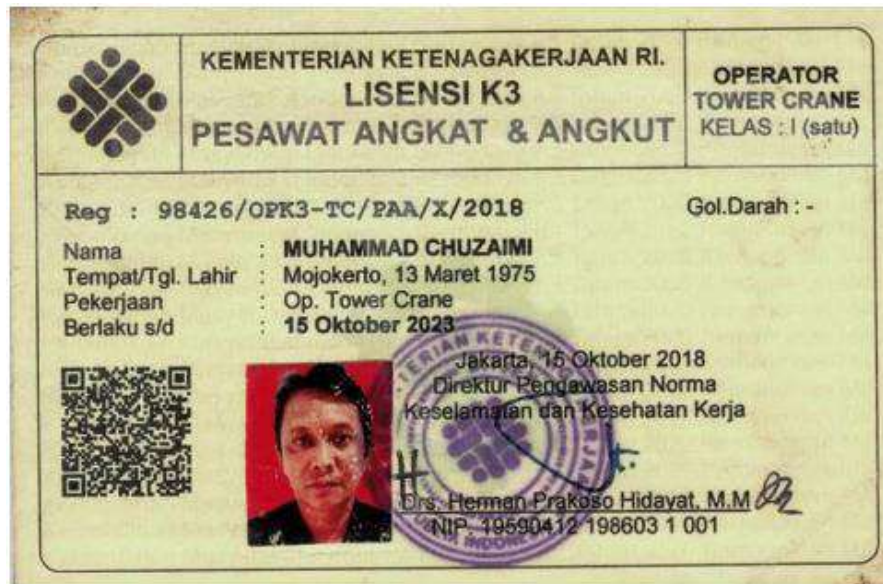 KEMENTERIAN KETENAGAKERJAAN RI.
LISENSI K3
PESAWAT ANGKAT & ANGKUT
OPERATOR
TOWER CRANE
KELAS : I (satu)
Reg : 98426/OPK3-TC/PAA/X/2018
Gol.Darah : -
Nama : MUHAMMAD CHUZAIMI
Tempat/Tgl. Lahir : Mojokerto, 13 Maret 1975
Pekerjaan : Op. Tower Crane
Berlaku s/d : 15 Oktober 2023
Jakarta, 15 Oktober 2018
Direktur Pengawasan Norma
Keselamatan dan Kesehatan Kerja
Drs. Herman Prakoso Hidayat, M.M
NIP. 19590412 198603 1 001